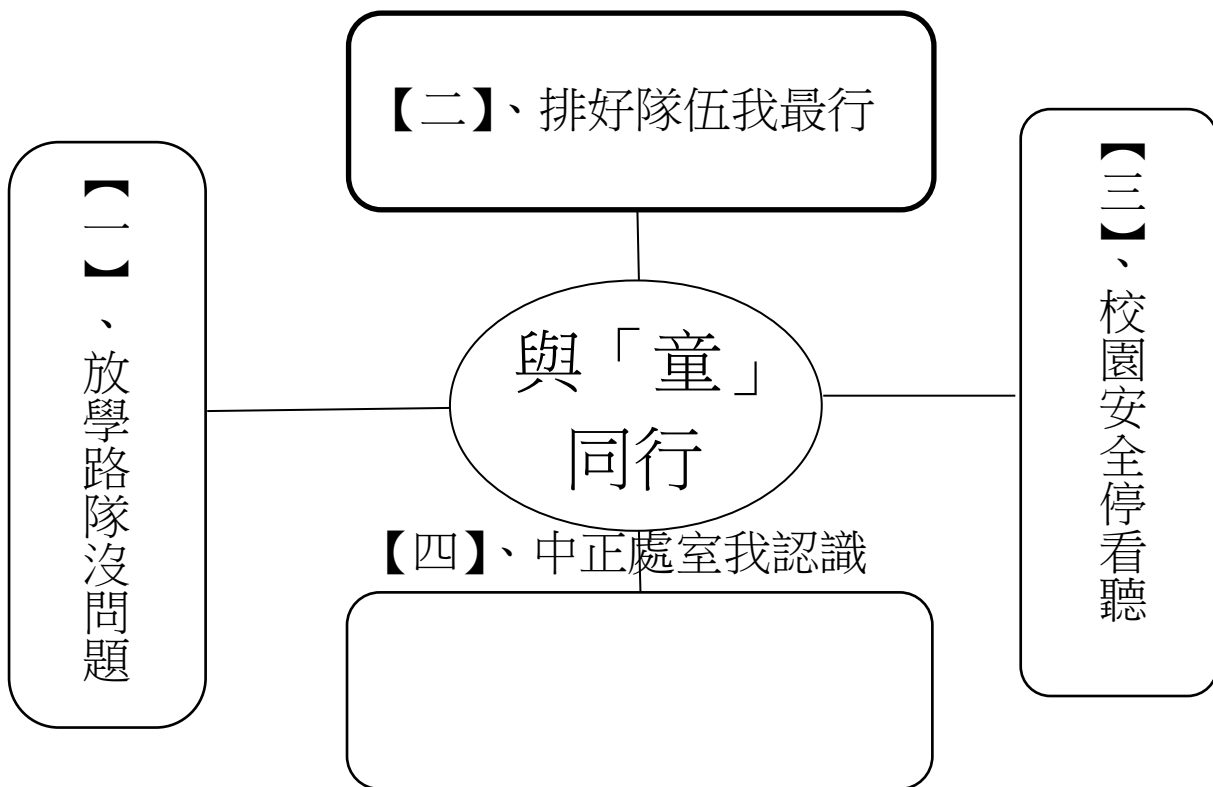 【二】、排好隊伍我最行
【一】、放學路隊沒問題
與「童」
同行
【三】、校園安全停看聽
【四】、中正處室我認識